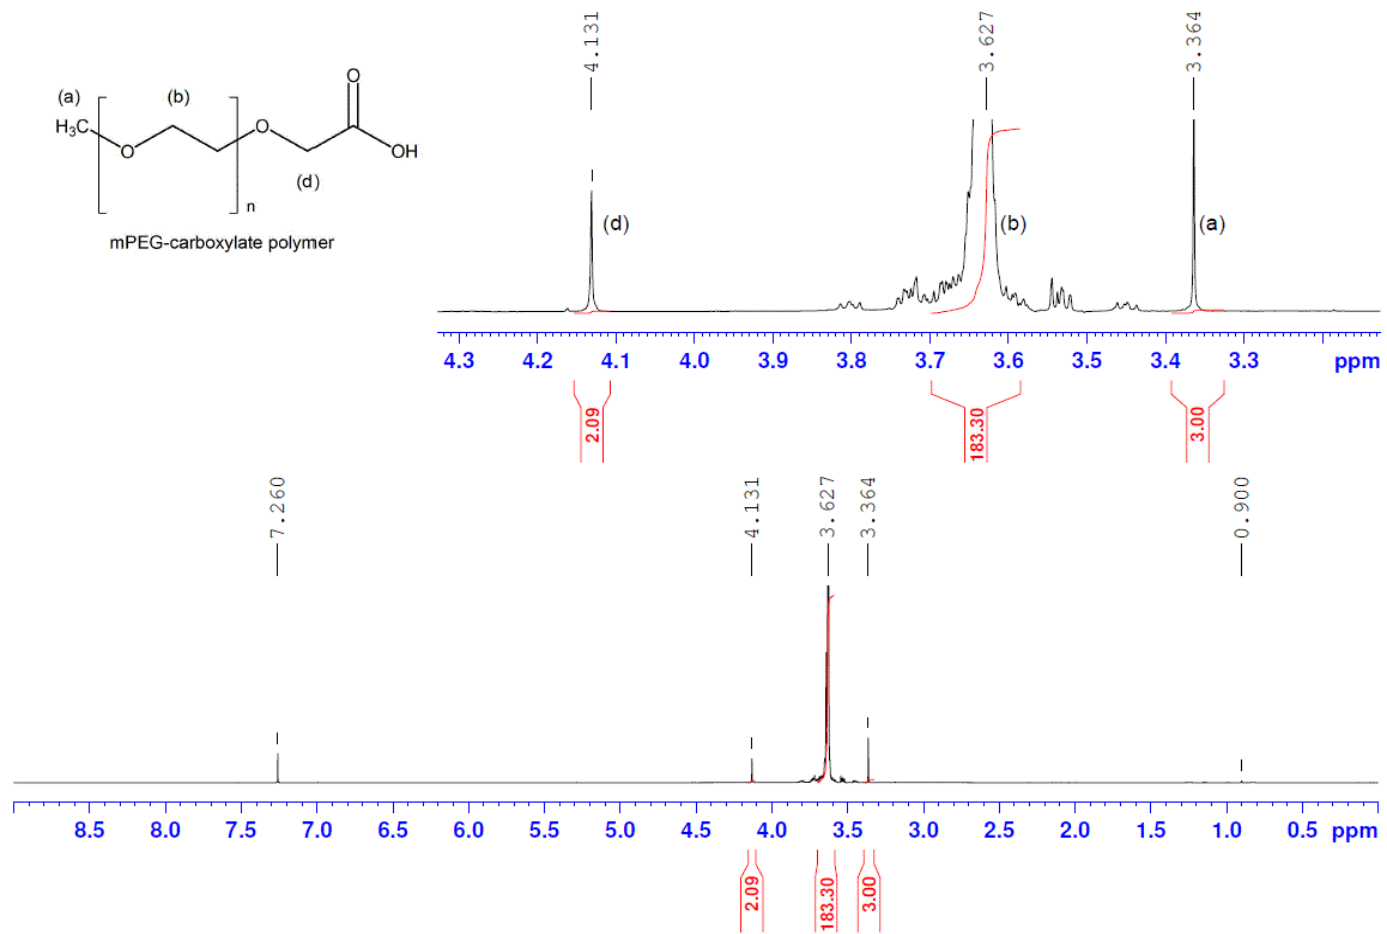 4.131
3.627
3.364
O
(a)
(b)
H₃C
O
O
OH
(d)
n
mPEG-carboxylate polymer
(d)
(b)
(a)
4.3 4.2 4.1 4.0 3.9 3.8 3.7 3.6 3.5 3.4 3.3 ppm
2.09
183.30
3.00
7.260
4.131
3.627
3.364
0.900
8.5 8.0 7.5 7.0 6.5 6.0 5.5 5.0 4.5 4.0 3.5 3.0 2.5 2.0 1.5 1.0 0.5 ppm
2.09
183.30
3.00